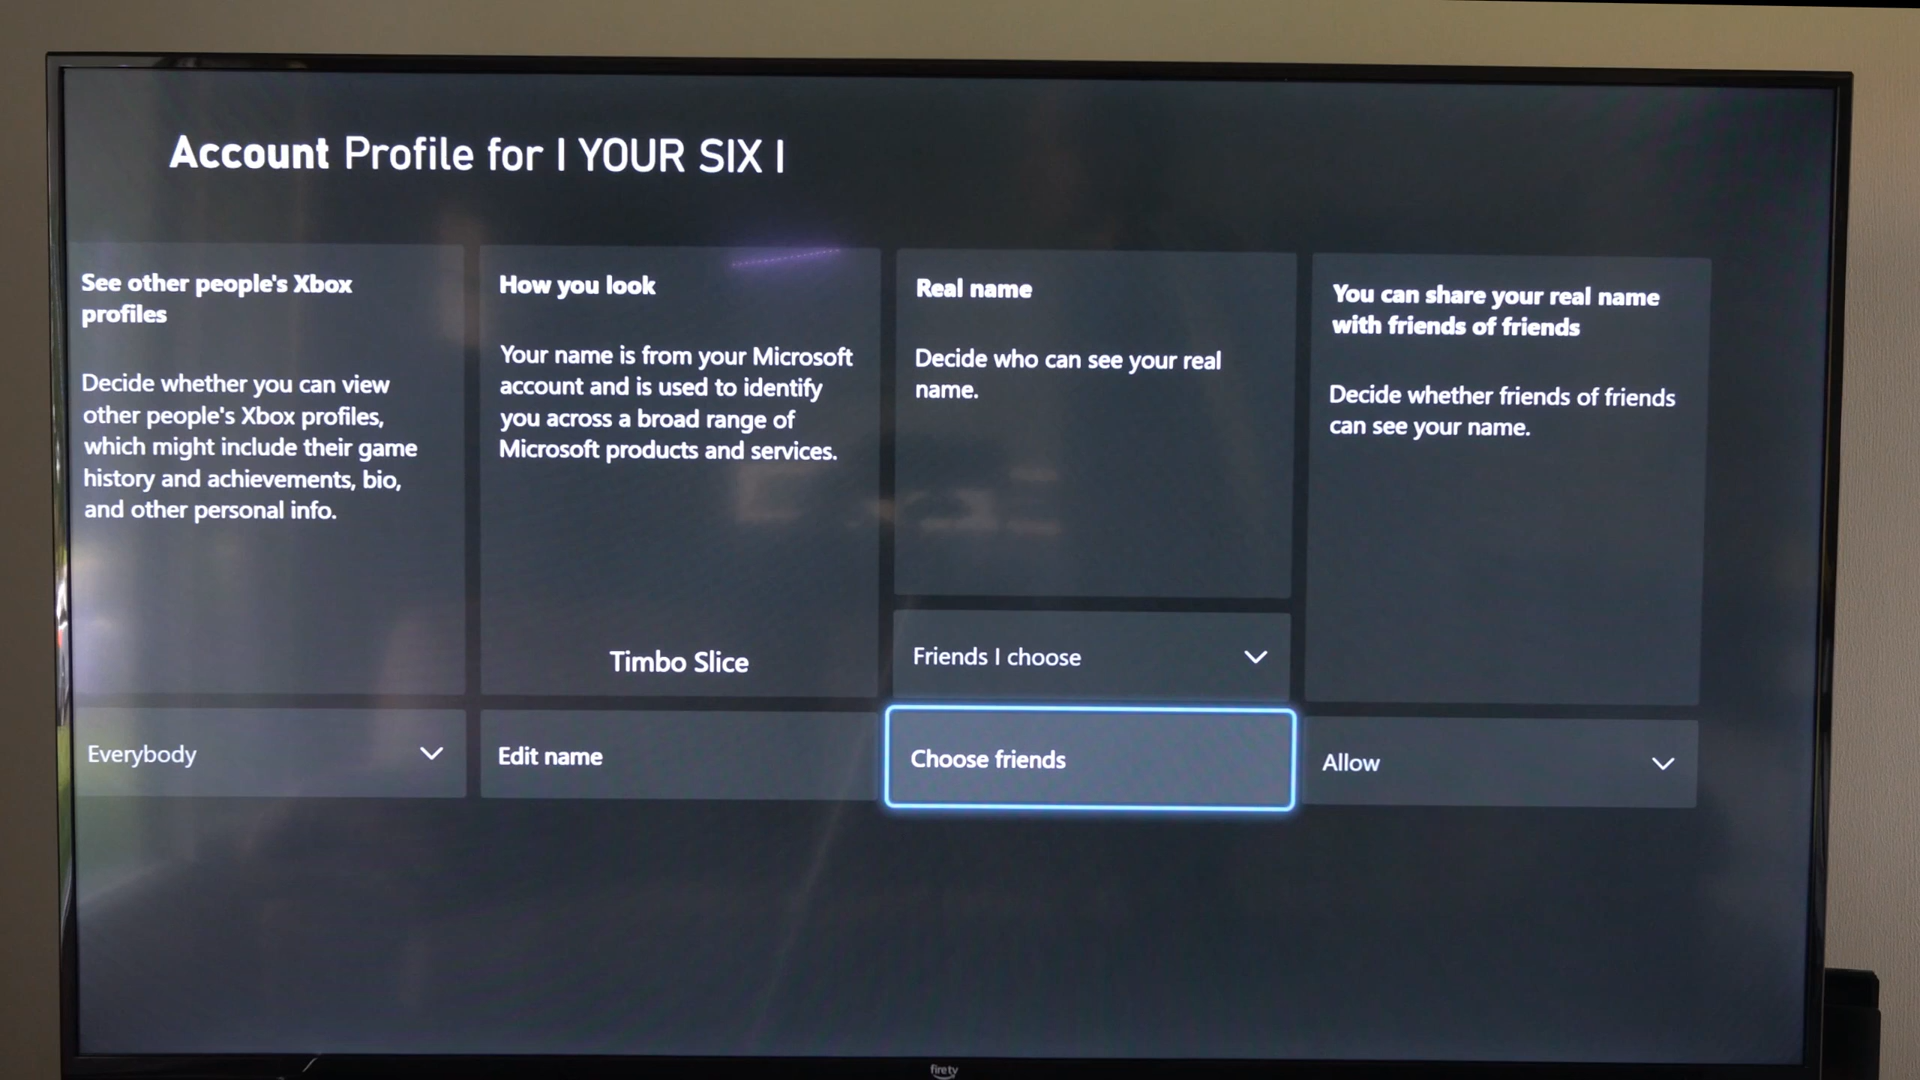 Account Profile for I YOUR SIX I
See other people's Xbox
profiles
Decide whether you can view
other people's Xbox profiles,
which might include their game
history and achievements, bio,
and other personal info.
Everybody
How you look
Your name is from your Microsoft
account and is used to identify
you across a broad range of
Microsoft products and services.
Timbo Slice
Edit name
Real name
Decide who can see your real
name.
Friends I choose
Choose friends
You can share your real name
with friends of friends
Decide whether friends of friends
can see your name.
Allow
firetv